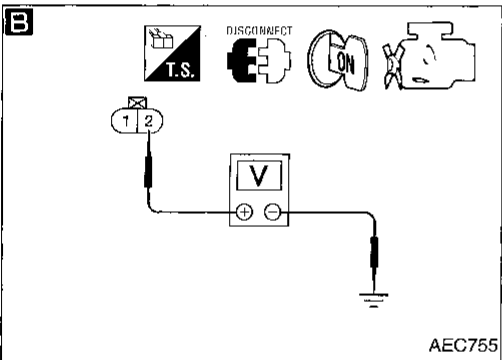 B
T.S.
DISCONNECT
ON
1 2
V
+ -
AEC755